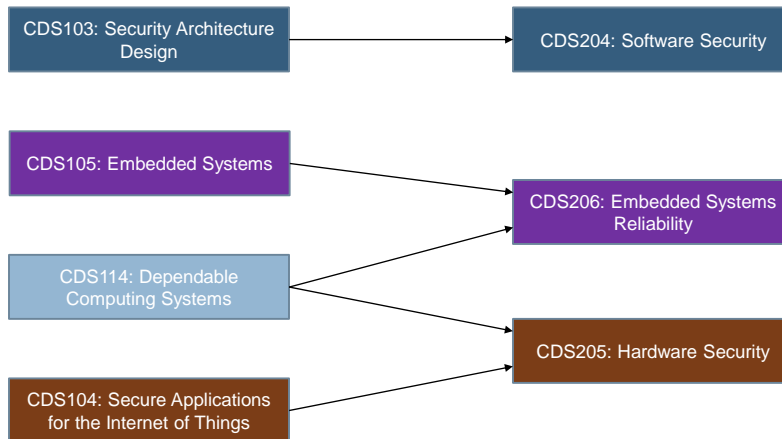 CDS103: Security Architecture
Design
CDS204: Software Security
CDS105: Embedded Systems
CDS206: Embedded Systems
Reliability
CDS114: Dependable
Computing Systems
CDS205: Hardware Security
CDS104: Secure Applications
for the Internet of Things